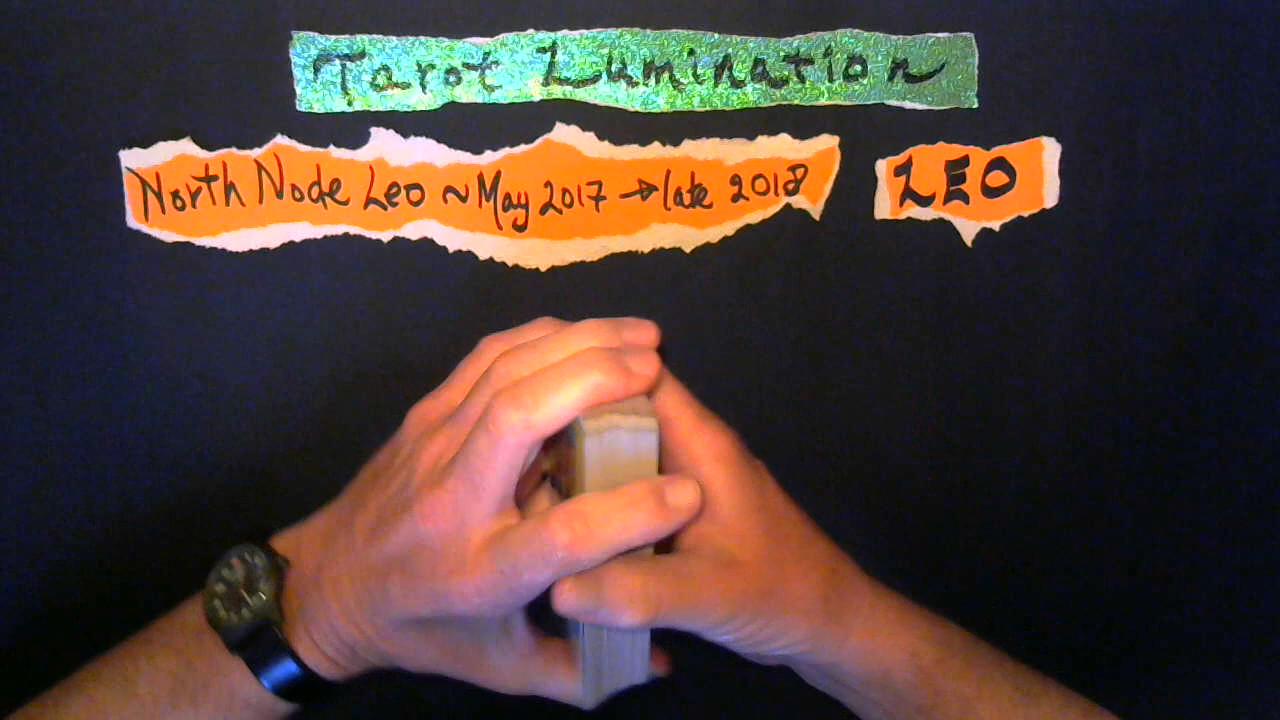 Tarot Lumination
North Node Leo ~ May 2017 → late 2018
LEO